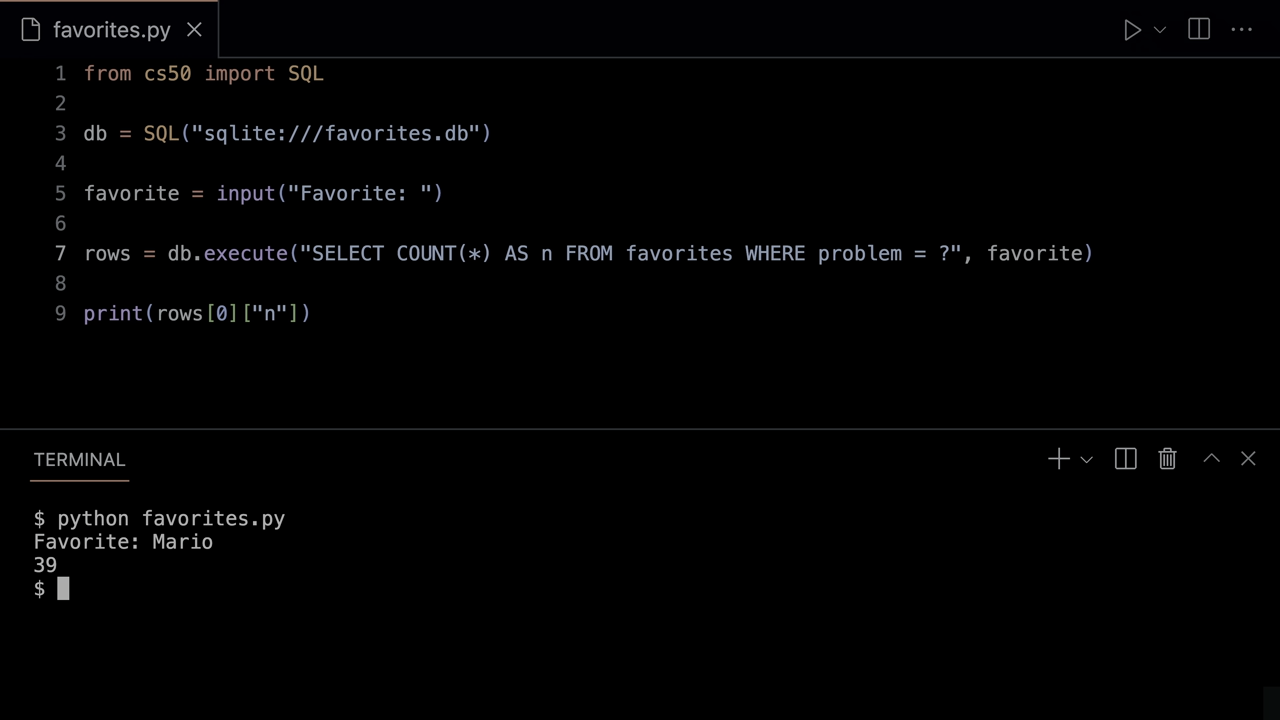 favorites.py
1 from cs50 import SQL
2
3 db = SQL("sqlite:///favorites.db")
4
5 favorite = input("Favorite: ")
6
7 rows = db.execute("SELECT COUNT(*) AS n FROM favorites WHERE problem = ?", favorite)
8
9 print(rows[0]["n"])
TERMINAL
$ python favorites.py
Favorite: Mario
39
$